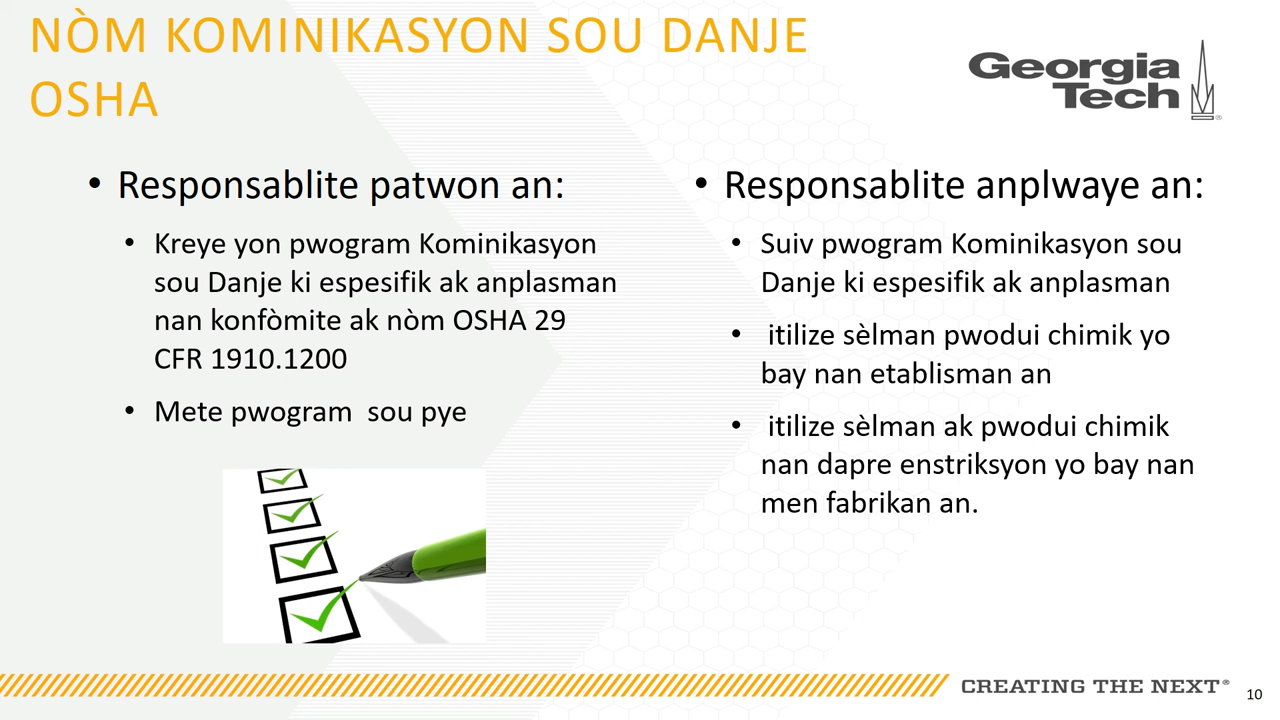 NÒM KOMINIKASYON SOU DANJE
OSHA
Georgia
Tech
• Responsablite patwon an:
• Kreye yon pwogram Kominikasyon
sou Danje ki espesifik ak anplasman
nan konfòmite ak nòm OSHA 29
CFR 1910.1200
• Mete pwogram  sou pye
• Responsablite anplwaye an:
• Suiv pwogram Kominikasyon sou
Danje ki espesifik ak anplasman
•  itilize sèlman pwodui chimik yo
bay nan etablisman an
•  itilize sèlman ak pwodui chimik
nan dapre enstriksyon yo bay nan
men fabrikan an.
CREATING THE NEXT®
10